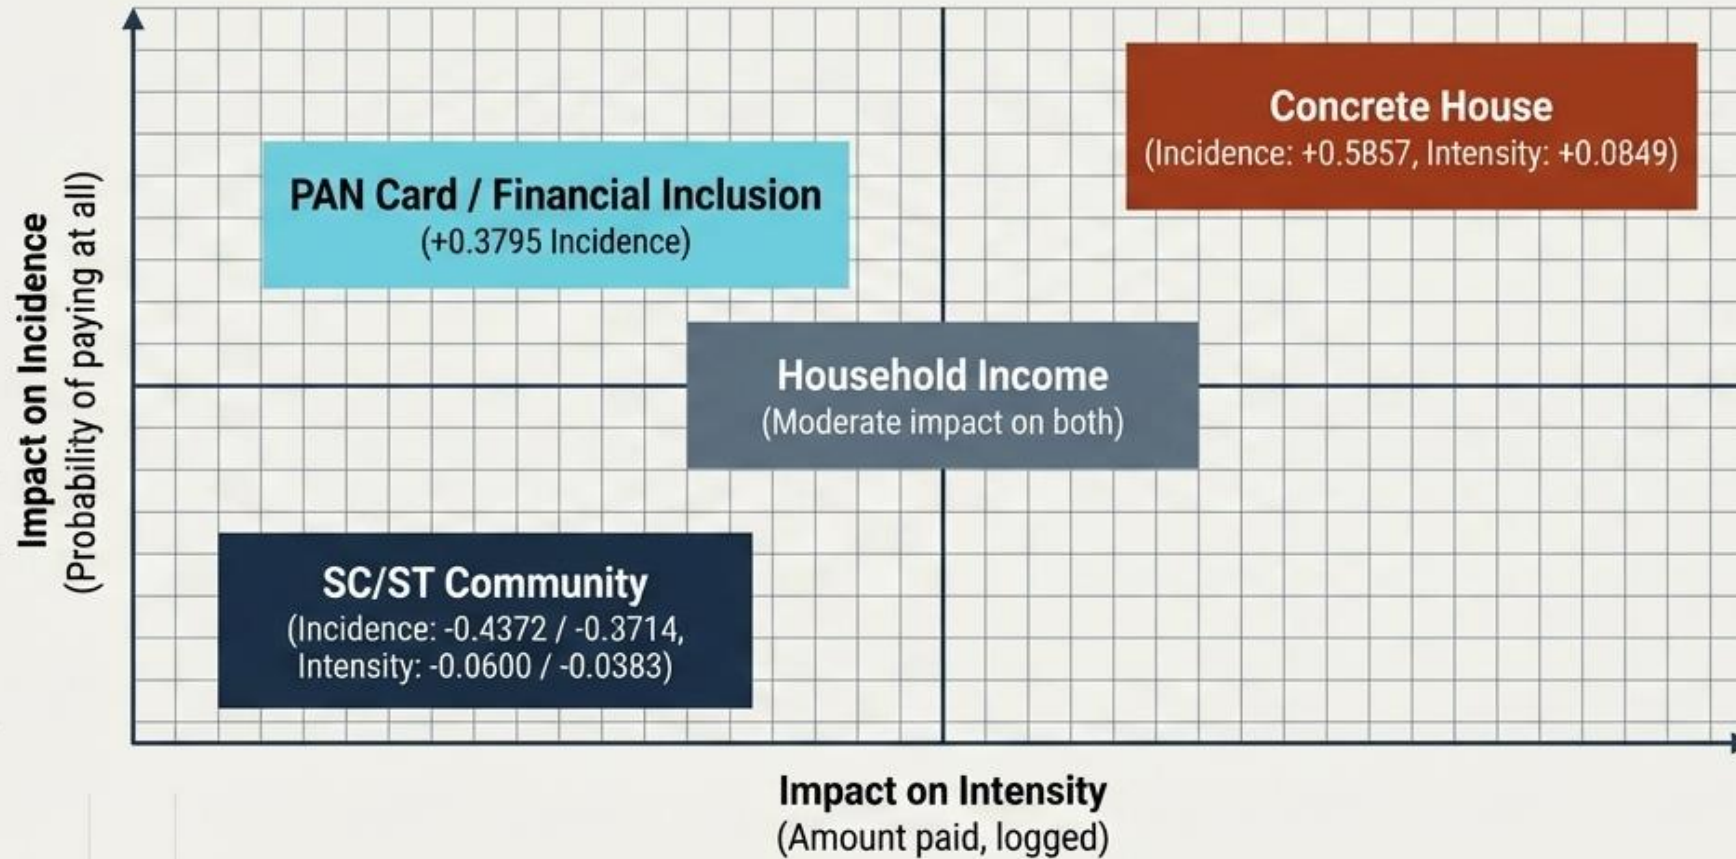 Concrete House
(Incidence: +0.5857, Intensity: +0.0849)
PAN Card / Financial Inclusion
(+0.3795 Incidence)
Household Income
(Moderate impact on both)
SC/ST Community
(Incidence: -0.4372 / -0.3714,
Intensity: -0.0600 / -0.0383)
Impact on Incidence
(Probability of paying at all)
Impact on Intensity
(Amount paid, logged)